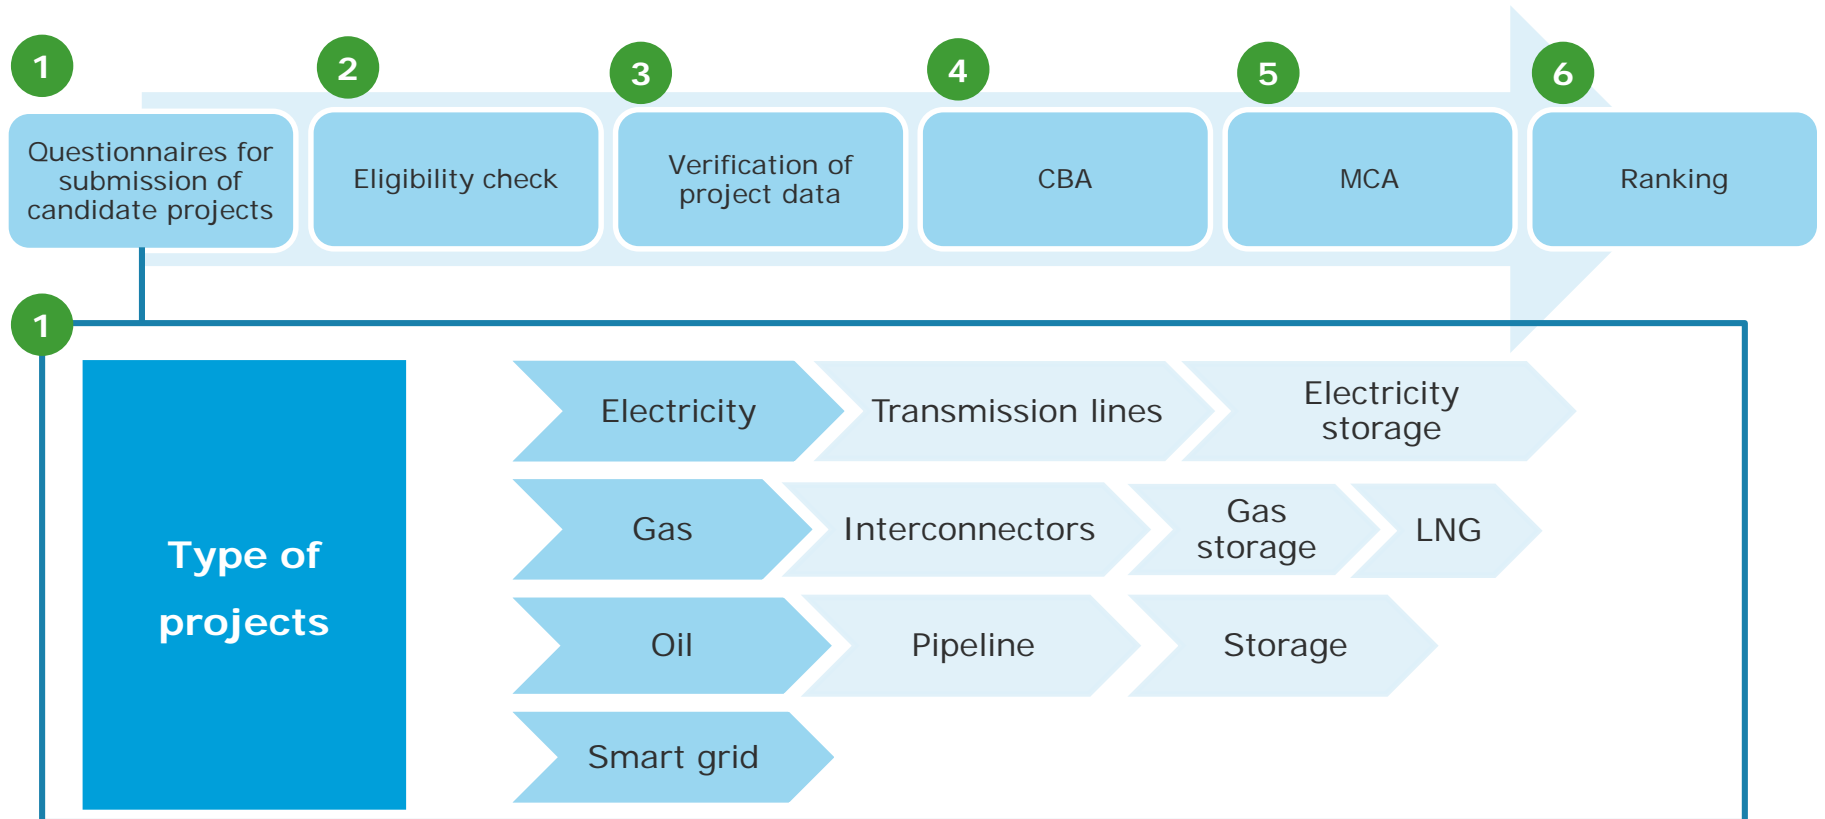 1
2
3
4
5
6
Questionnaires for
submission of
candidate projects
Eligibility check
Verification of
project data
CBA
MCA
Ranking
1
Type of
projects
Electricity
Transmission lines
Electricity
storage
Gas
Interconnectors
Gas
storage
LNG
Oil
Pipeline
Storage
Smart grid